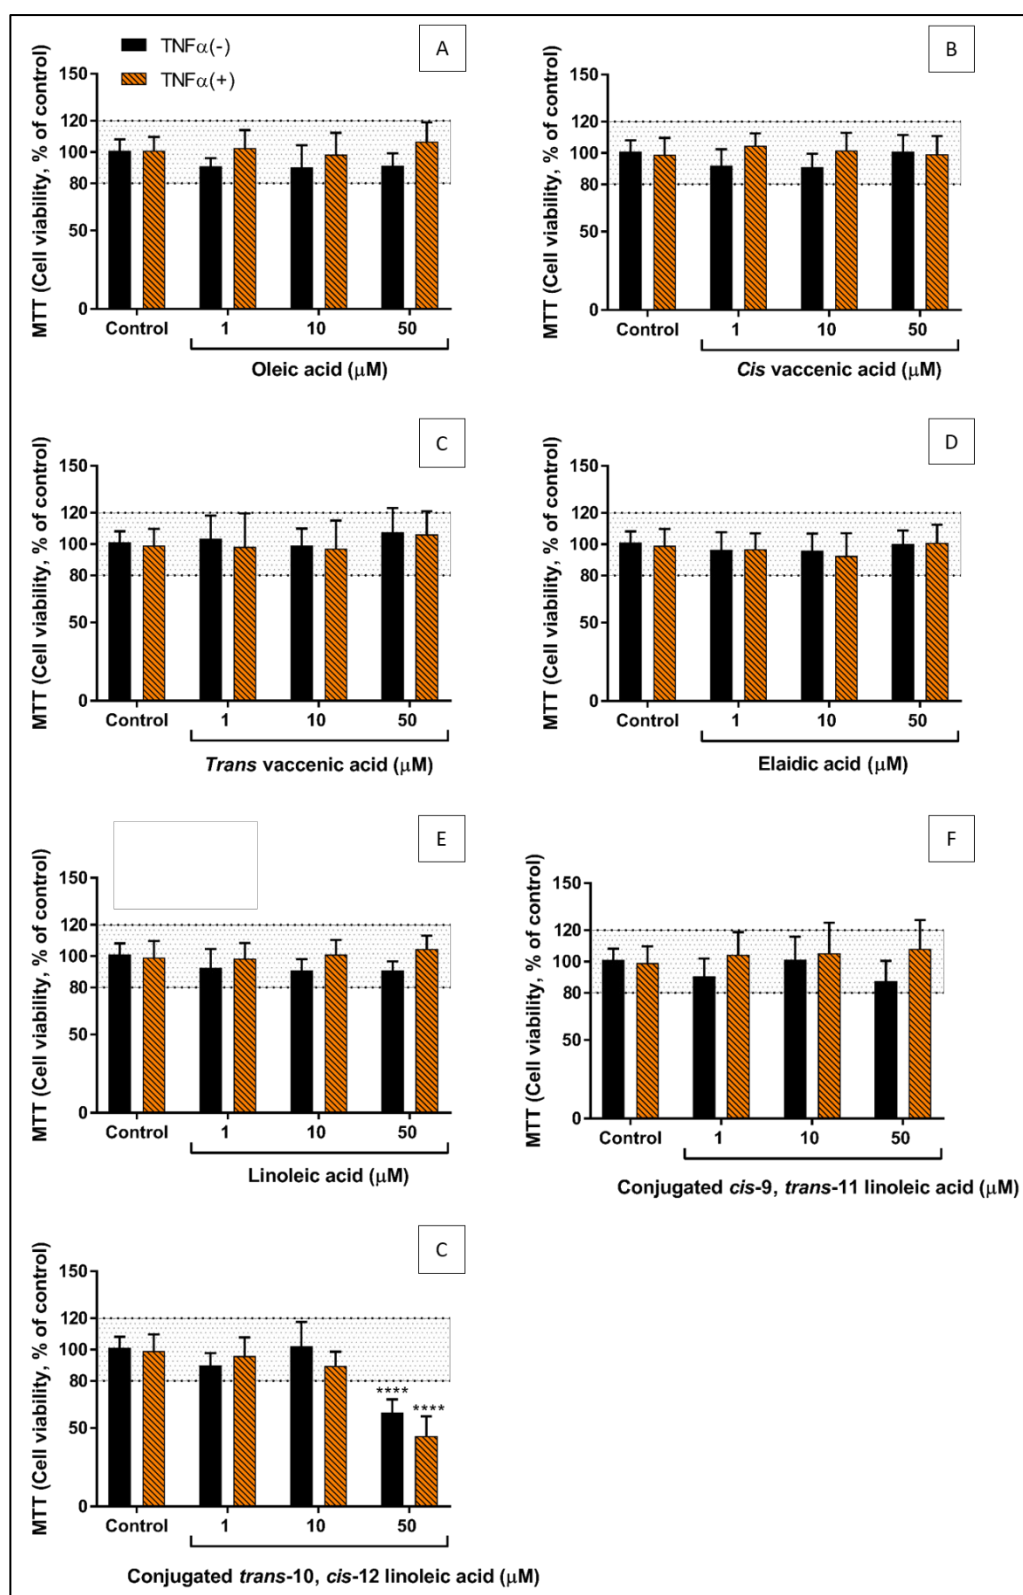 TNFα(-)
TNFα(+)
A
MTT (Cell viability, % of control)
150
120
100
80
50
0
Control 1 10 50
Oleic acid (μM)
B
MTT (Cell viability, % of control)
150
120
100
80
50
0
Control 1 10 50
Cis vaccenic acid (μM)
C
MTT (Cell viability, % of control)
150
120
100
80
50
0
Control 1 10 50
Trans vaccenic acid (μM)
D
MTT (Cell viability, % of control)
150
120
100
80
50
0
Control 1 10 50
Elaidic acid (μM)
E
MTT (Cell viability, % of control)
150
120
100
80
50
0
Control 1 10 50
Linoleic acid (μM)
F
MTT (Cell viability, % of control)
150
120
100
80
50
0
Control 1 10 50
Conjugated cis-9, trans-11 linoleic acid (μM)
C
MTT (Cell viability, % of control)
150
120
100
80
50
0
****
****
Control 1 10 50
Conjugated trans-10, cis-12 linoleic acid (μM)